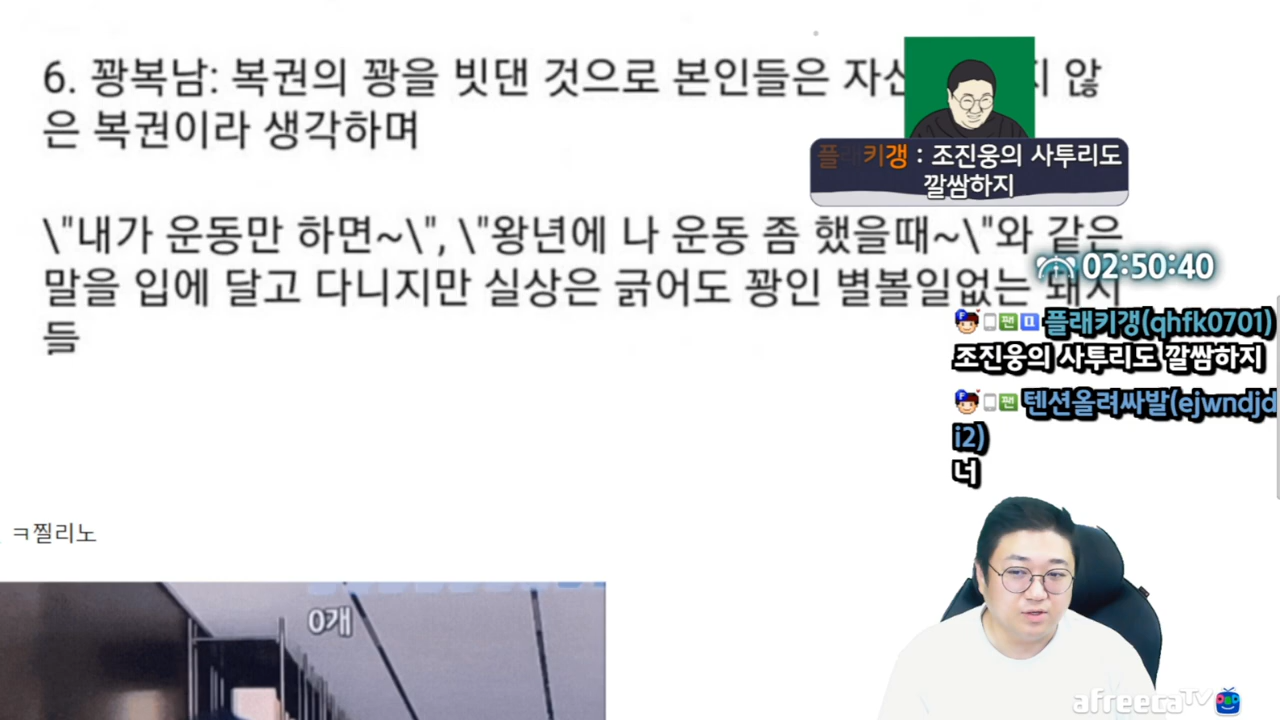 6. 꽝복남: 복권의 꽝을 빗댄 것으로 본인들은 않
은 복권이라 생각하며
\"내가 운동만 하면~\", \"왕년에 나 운동 좀 했을때~\"와 같은
말을 입에 달고 다니지만 실상은 긁어도 꽝인 별볼일없는 돼지
들
플래키갱 : 조진웅의 사투리도
깔쌈하지
02:50:40
플래키갱(qhfk0701)
조진웅의 사투리도 깔쌈하지
텐션올려싸발(ejwndjd
i2)
너
ㅋ찔리노
0개
afreecaTV